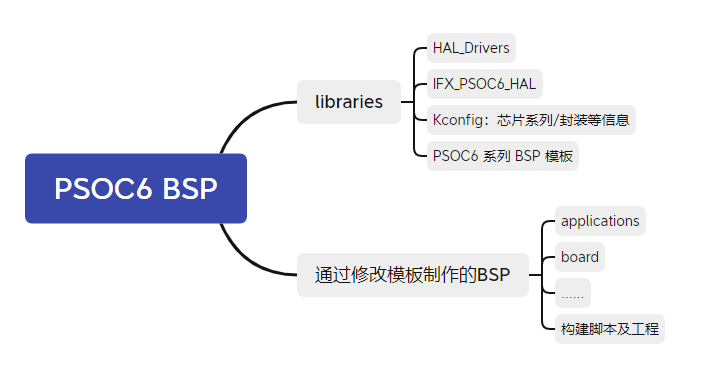 PSOC6 BSP
libraries
HAL_Drivers
IFX_PSOC6_HAL
Kconfig：芯片系列/封装等信息
PSOC6 系列 BSP 模板
通过修改模板制作的BSP
applications
board
......
构建脚本及工程